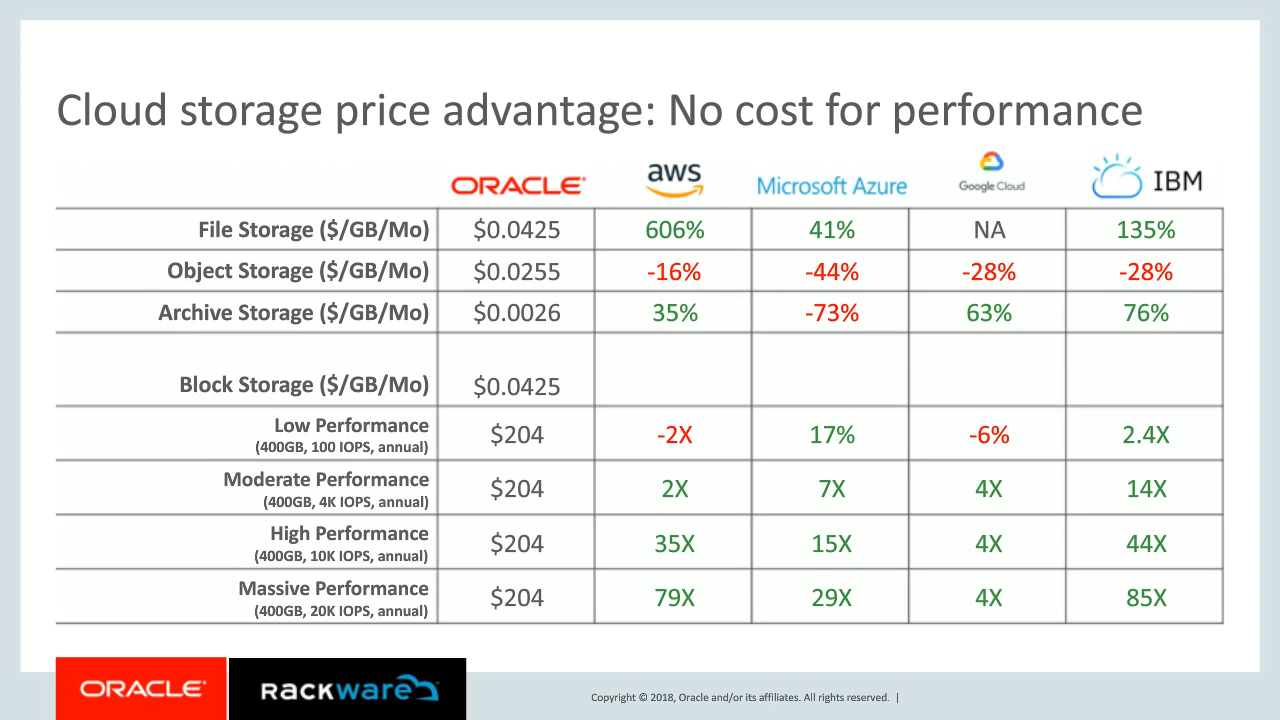 Cloud storage price advantage: No cost for performance
ORACLE aws Microsoft Azure Google Cloud IBM
File Storage ($/GB/Mo) $0.0425 606% 41% NA 135%
Object Storage ($/GB/Mo) $0.0255 -16% -44% -28% -28%
Archive Storage ($/GB/Mo) $0.0026 35% -73% 63% 76%
Block Storage ($/GB/Mo) $0.0425
Low Performance
(400GB, 100 IOPS, annual) $204 -2X 17% -6% 2.4X
Moderate Performance
(400GB, 4K IOPS, annual) $204 2X 7X 4X 14X
High Performance
(400GB, 10K IOPS, annual) $204 35X 15X 4X 44X
Massive Performance
(400GB, 20K IOPS, annual) $204 79X 29X 4X 85X
ORACLE RACKWARE
Copyright © 2018, Oracle and/or its affiliates. All rights reserved. |